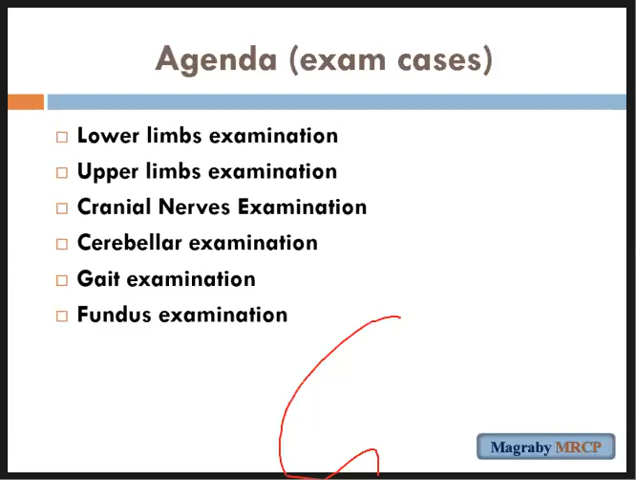 Agenda (exam cases)
Lower limbs examination
Upper limbs examination
Cranial Nerves Examination
Cerebellar examination
Gait examination
Fundus examination
Magraby MRCP